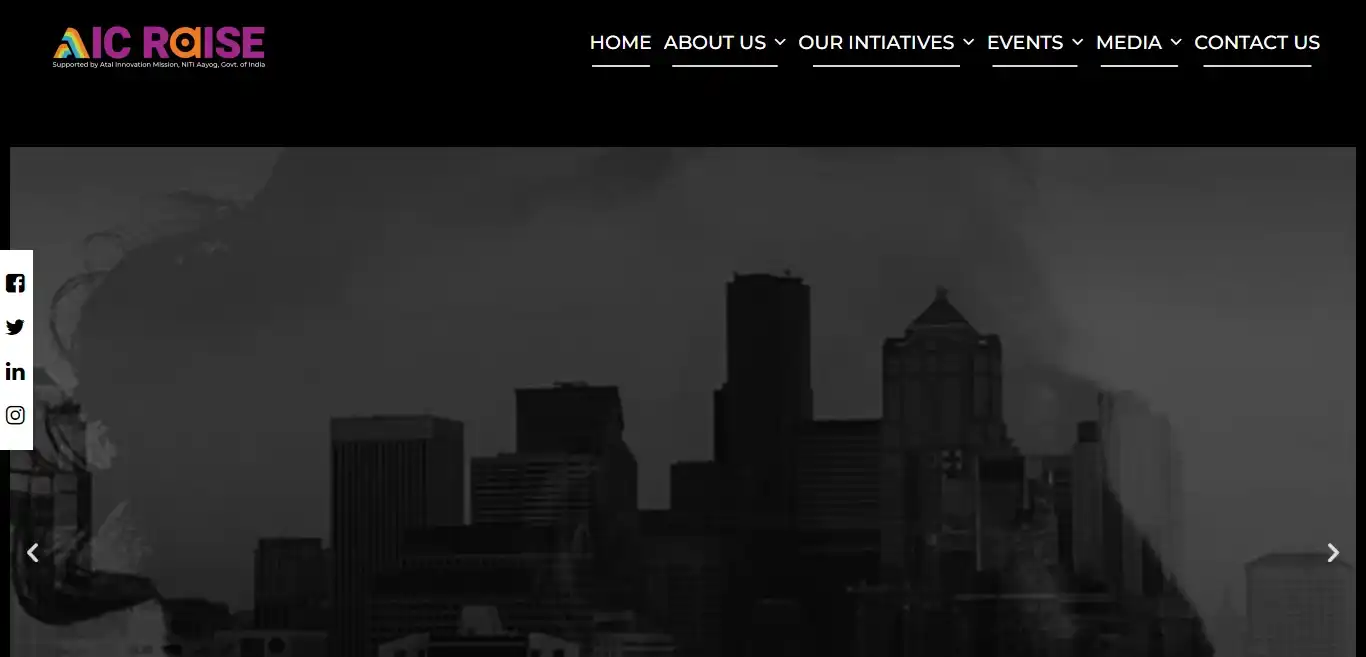 AIC RaISE
Supported by Atal Innovation Mission, NITI Aayog, Govt. of India
HOME ABOUT US OUR INTIATIVES EVENTS MEDIA CONTACT US